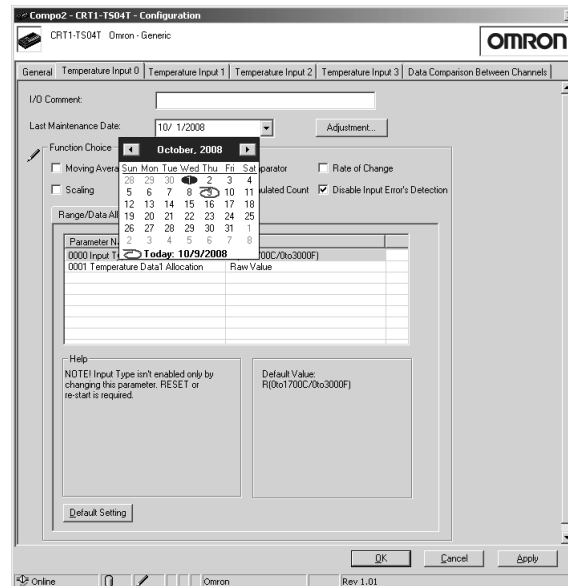 Compo2 - CRT1-TS04T - Configuration
CRT1-TS04T Omron - Generic
OMRON
General Temperature Input 0 Temperature Input 1 Temperature Input 2 Temperature Input 3 Data Comparison Between Channels
I/O Comment:
Last Maintenance Date: 10/ 1/2008 Adjustment...
Function Choice
October, 2008
Moving Avera parator Rate of Change
Sun Mon Tue Wed Thu Fri Sat
28 29 30 1 2 3 4
Scaling ulated Count Disable Input Error's Detection
5 6 7 8 9 10 11
12 13 14 15 16 17 18
Range/Data All
19 20 21 22 23 24 25
26 27 28 29 30 31 1
Parameter N
2 3 4 5 6 7 8
0000 Input T 00C/0to3000F)
Today: 10/9/2008
0001 Temperature Data1 Allocation Raw Value
Help
NOTE! Input Type isn't enabled only by
changing this parameter. RESET or
re-start is required.
Default Value:
R(0to1700C/0to3000F)
Default Setting
OK Cancel Apply
Online Omron Rev 1.01